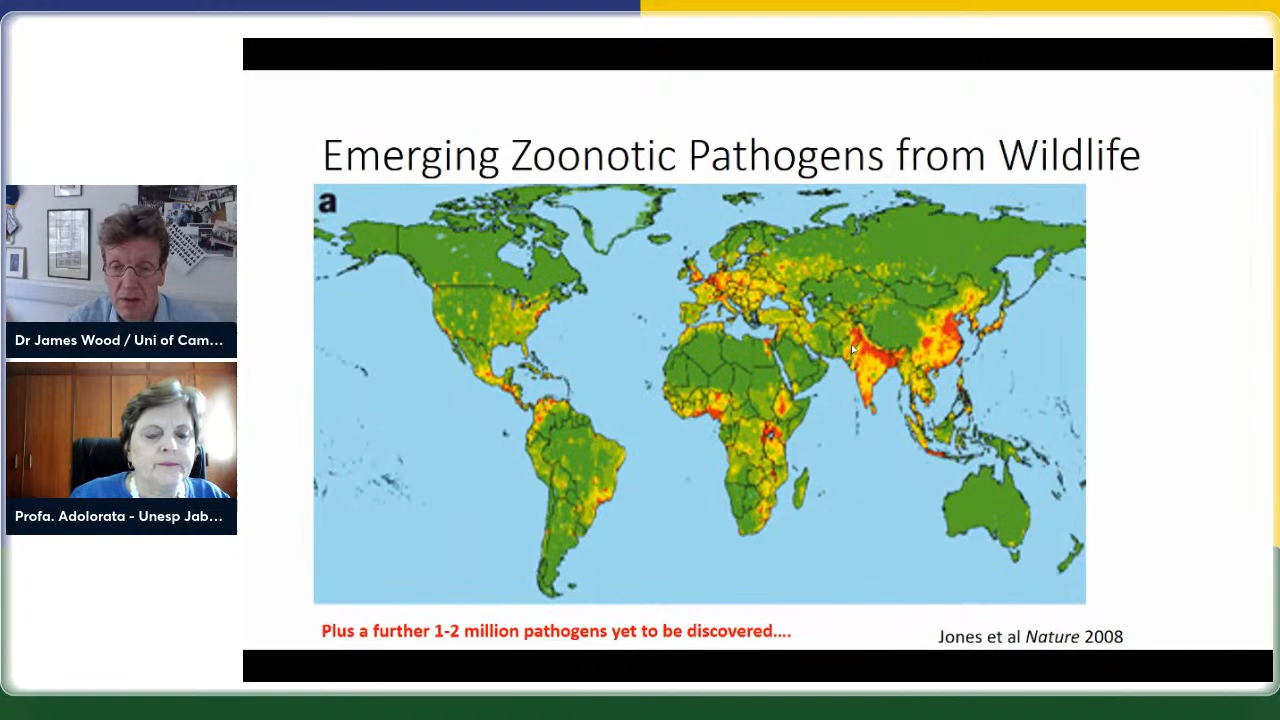 Emerging Zoonotic Pathogens from Wildlife
a
Dr James Wood / Uni of Cam...
Profa. Adolorata - Unesp Jab...
Plus a further 1-2 million pathogens yet to be discovered....
Jones et al Nature 2008